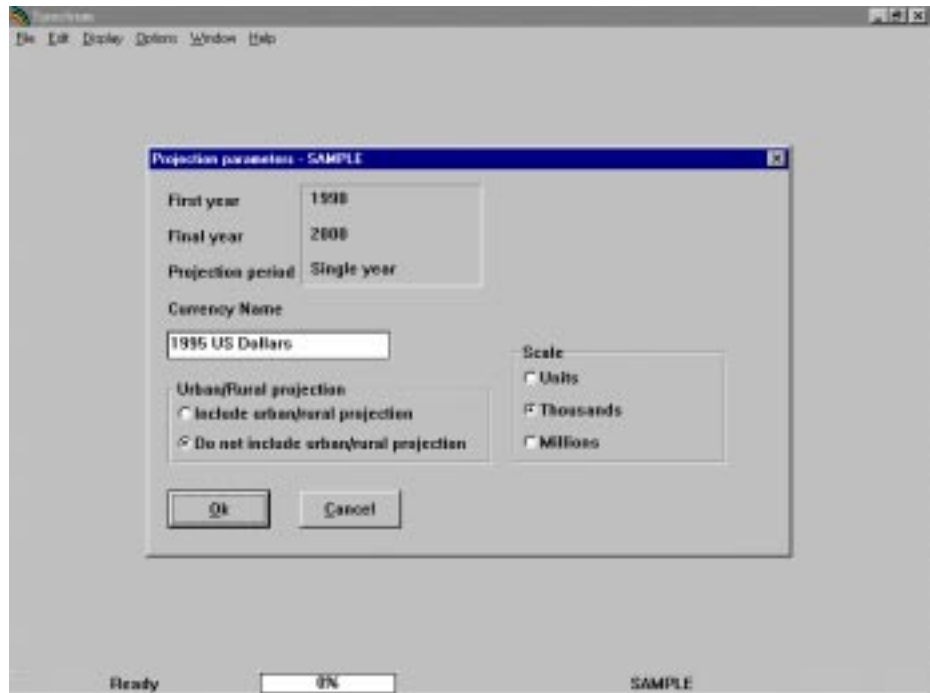 Spectrum
File Edit Display Options Window Help
Projection parameters - SAMPLE
First year 1990
Final year 2000
Projection period Single year
Currency Name
1995 US Dollars
Urban/Rural projection
Include urban/rural projection
Do not include urban/rural projection
Scale
Units
Thousands
Millions
Ok Cancel
Ready 0% SAMPLE